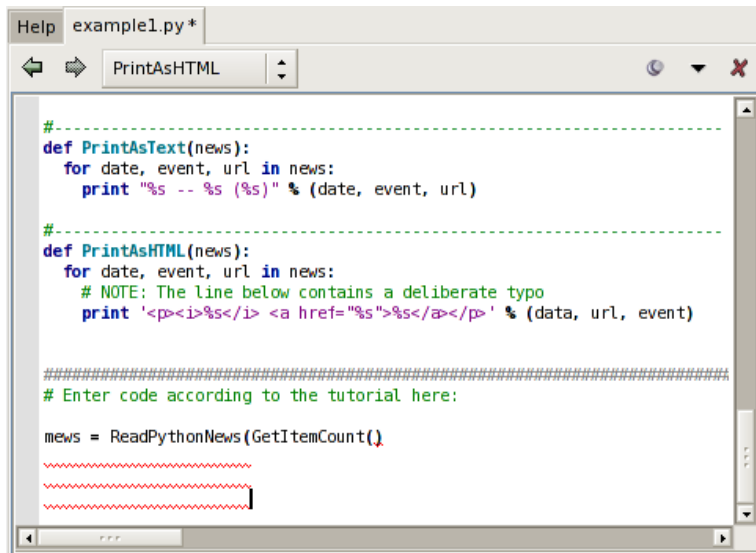 Help example1.py*
PrintAsHTML
#-----------------------------------------------------------------------
def PrintAsText(news):
  for date, event, url in news:
    print "%s -- %s (%s)" % (date, event, url)
#-----------------------------------------------------------------------
def PrintAsHTML(news):
  for date, event, url in news:
    # NOTE: The line below contains a deliberate typo
    print '<p><i>%s</i> <a href="%s">%s</a></p>' % (data, url, event)
#########################################################################
# Enter code according to the tutorial here:
mews = ReadPythonNews(GetItemCount()